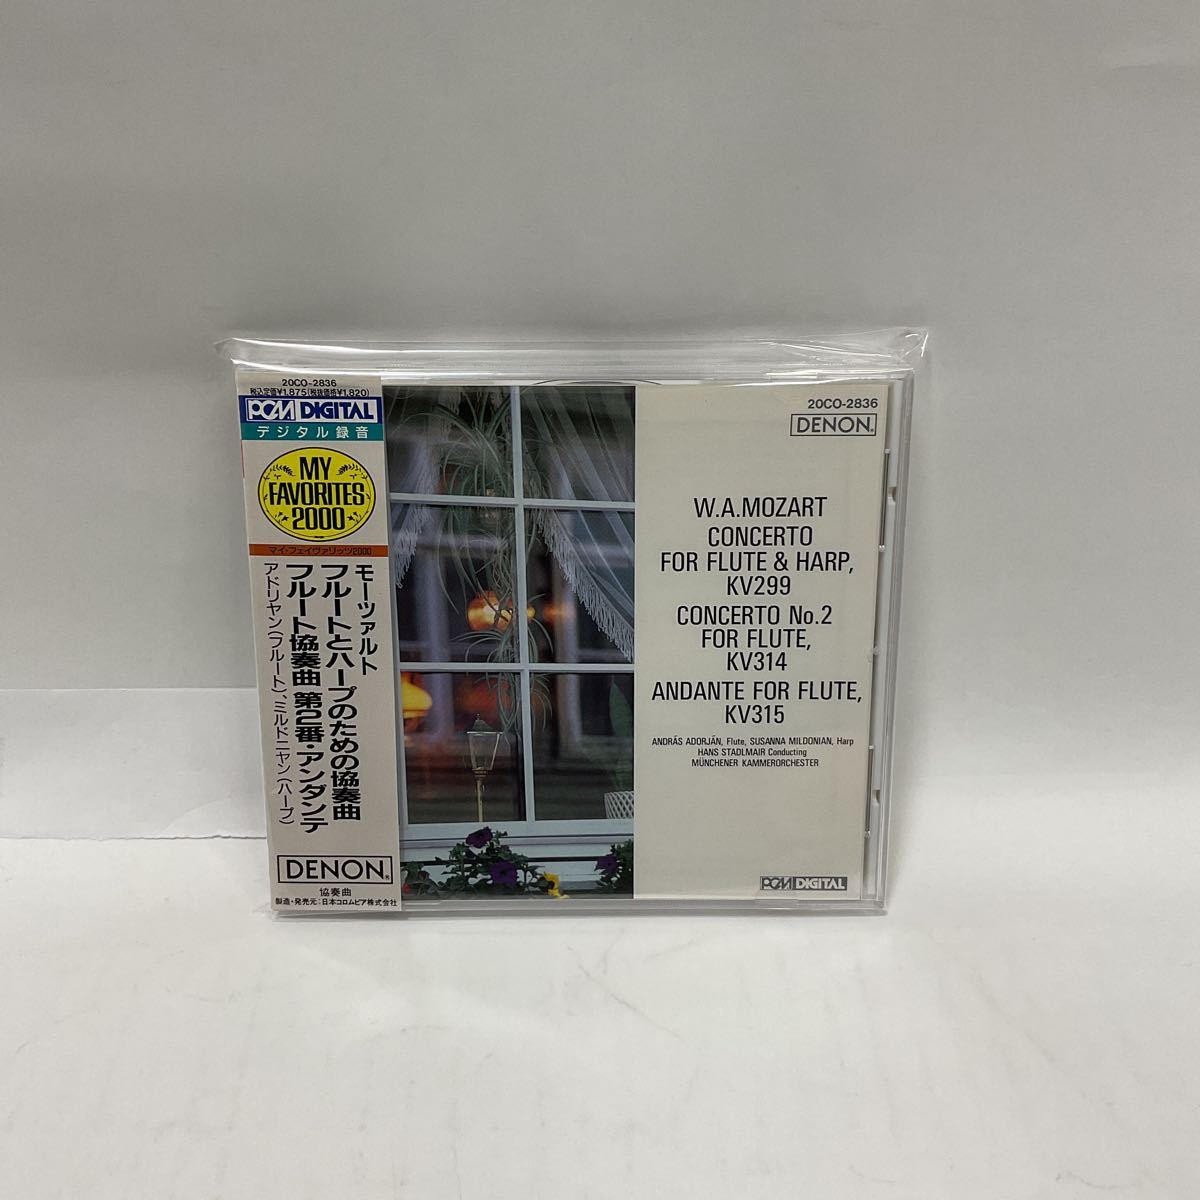 20CO-2836
税込定価¥1,875(税抜価格¥1,820)
PCM DIGITAL
デジタル録音
MY
FAVORITES
2000
マイ・フェイヴァリッツ2000
モーツァルト
フルートとハープのための協奏曲
フルート協奏曲 第2番・アンダンテ
アドリヤン(フルート)、ミルドニヤン(ハープ)
DENON®
協奏曲
製造・発売元:日本コロムビア株式会社
20CO-2836
DENON®
W.A.MOZART
CONCERTO
FOR FLUTE & HARP,
KV299
CONCERTO No.2
FOR FLUTE,
KV314
ANDANTE FOR FLUTE,
KV315
ANDRÁS ADORJÁN, Flute, SUSANNA MILDONIAN, Harp
HANS STADLMAIR Conducting
MÜNCHENER KAMMERORCHESTER
PCM DIGITAL